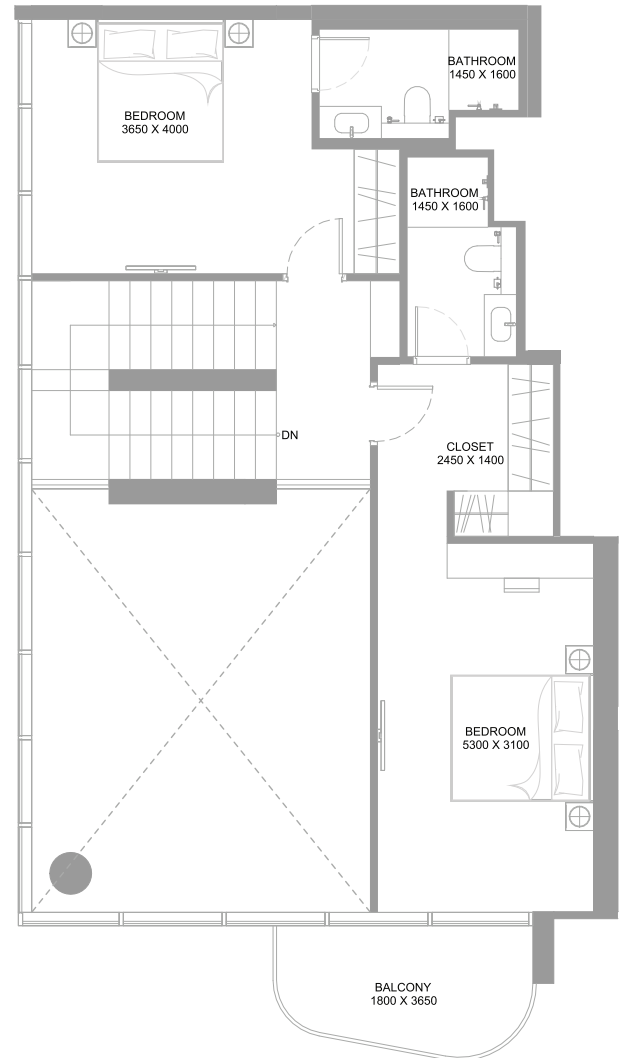 BATHROOM
1450 X 1600
BEDROOM
3650 X 4000
BATHROOM
1450 X 1600
DN
CLOSET
2450 X 1400
BEDROOM
5300 X 3100
BALCONY
1800 X 3650